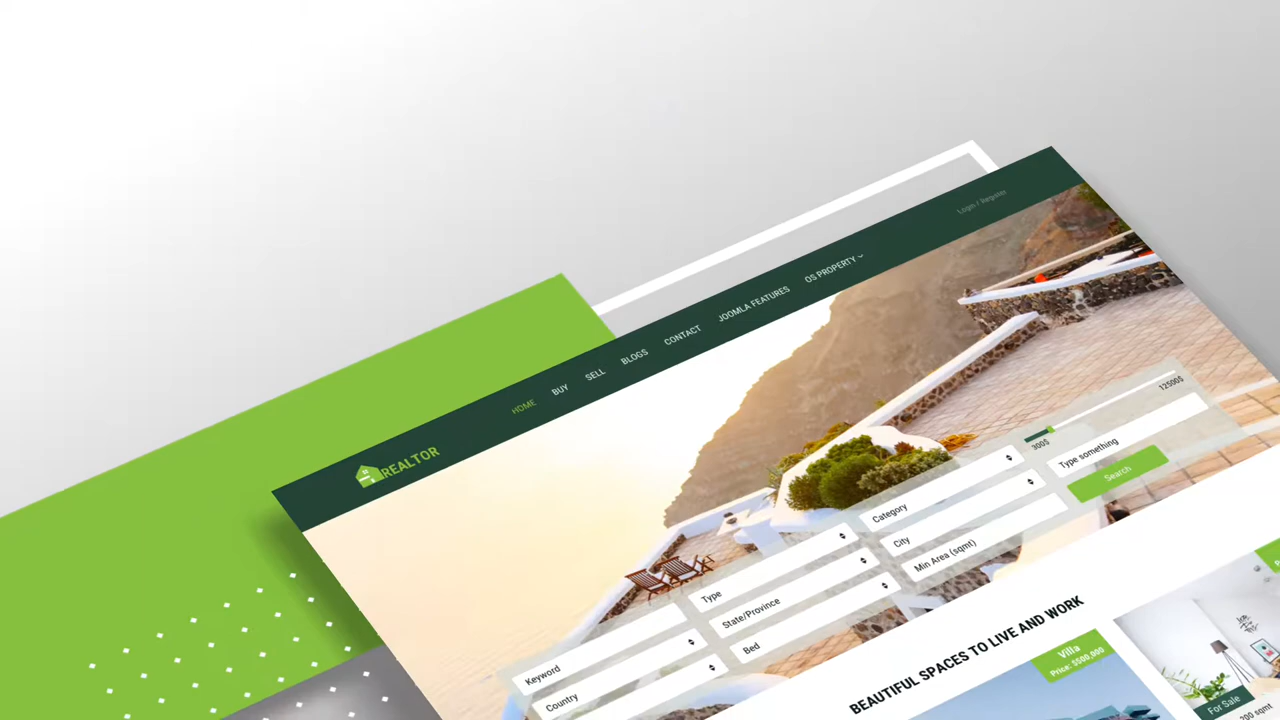 Login / Register
REALTOR
HOME
BUY
SELL
BLOGS
CONTACT
JOOMLA FEATURES
OS PROPERTY
Keyword
Type
Category
300$
12500$
Country
State/Province
City
Type something
Bed
Min Area (sqmt)
Search
BEAUTIFUL SPACES TO LIVE AND WORK
Villa
Price: $500,000
For Sale
sqmt